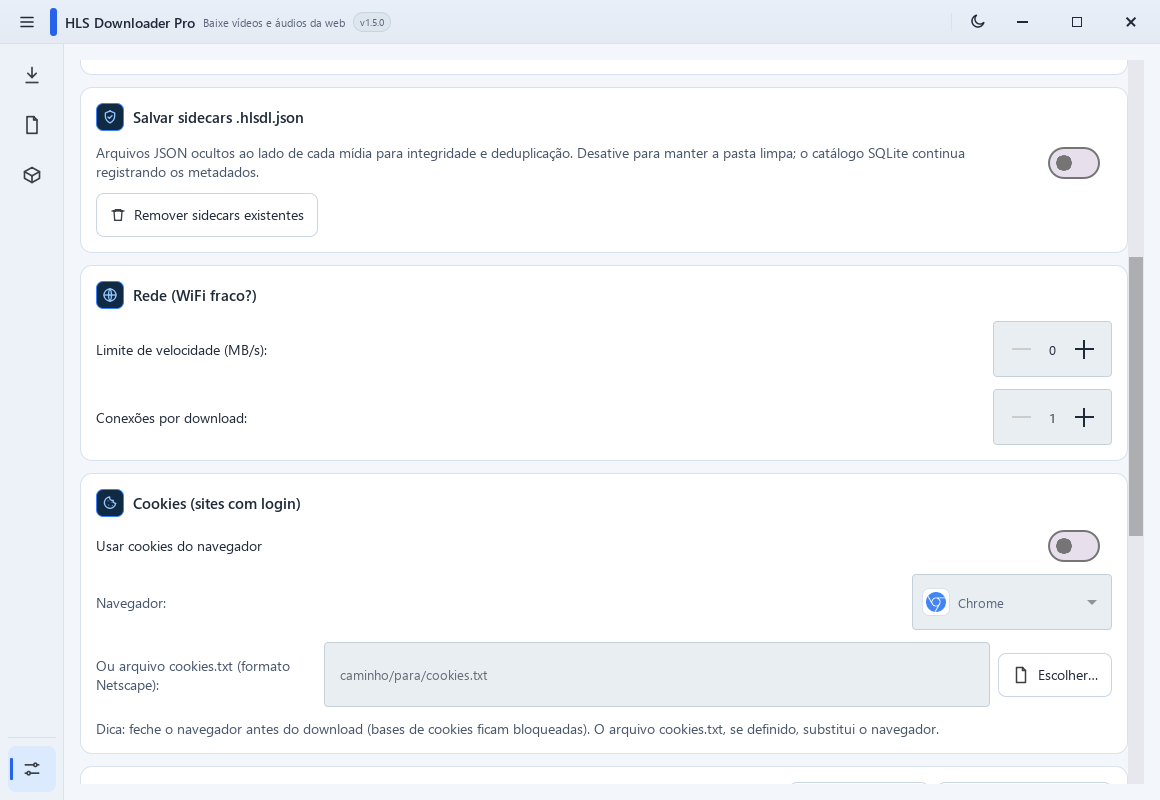 HLS Downloader Pro Baixe vídeos e áudios da web v1.5.0
Salvar sidecars .hlsdl.json
Arquivos JSON ocultos ao lado de cada mídia para integridade e deduplicação. Desative para manter a pasta limpa; o catálogo SQLite continua
registrando os metadados.
Remover sidecars existentes
Rede (WiFi fraco?)
Limite de velocidade (MB/s):
0
Conexões por download:
1
Cookies (sites com login)
Usar cookies do navegador
Navegador:
Chrome
Ou arquivo cookies.txt (formato
Netscape):
caminho/para/cookies.txt
Escolher...
Dica: feche o navegador antes do download (bases de cookies ficam bloqueadas). O arquivo cookies.txt, se definido, substitui o navegador.